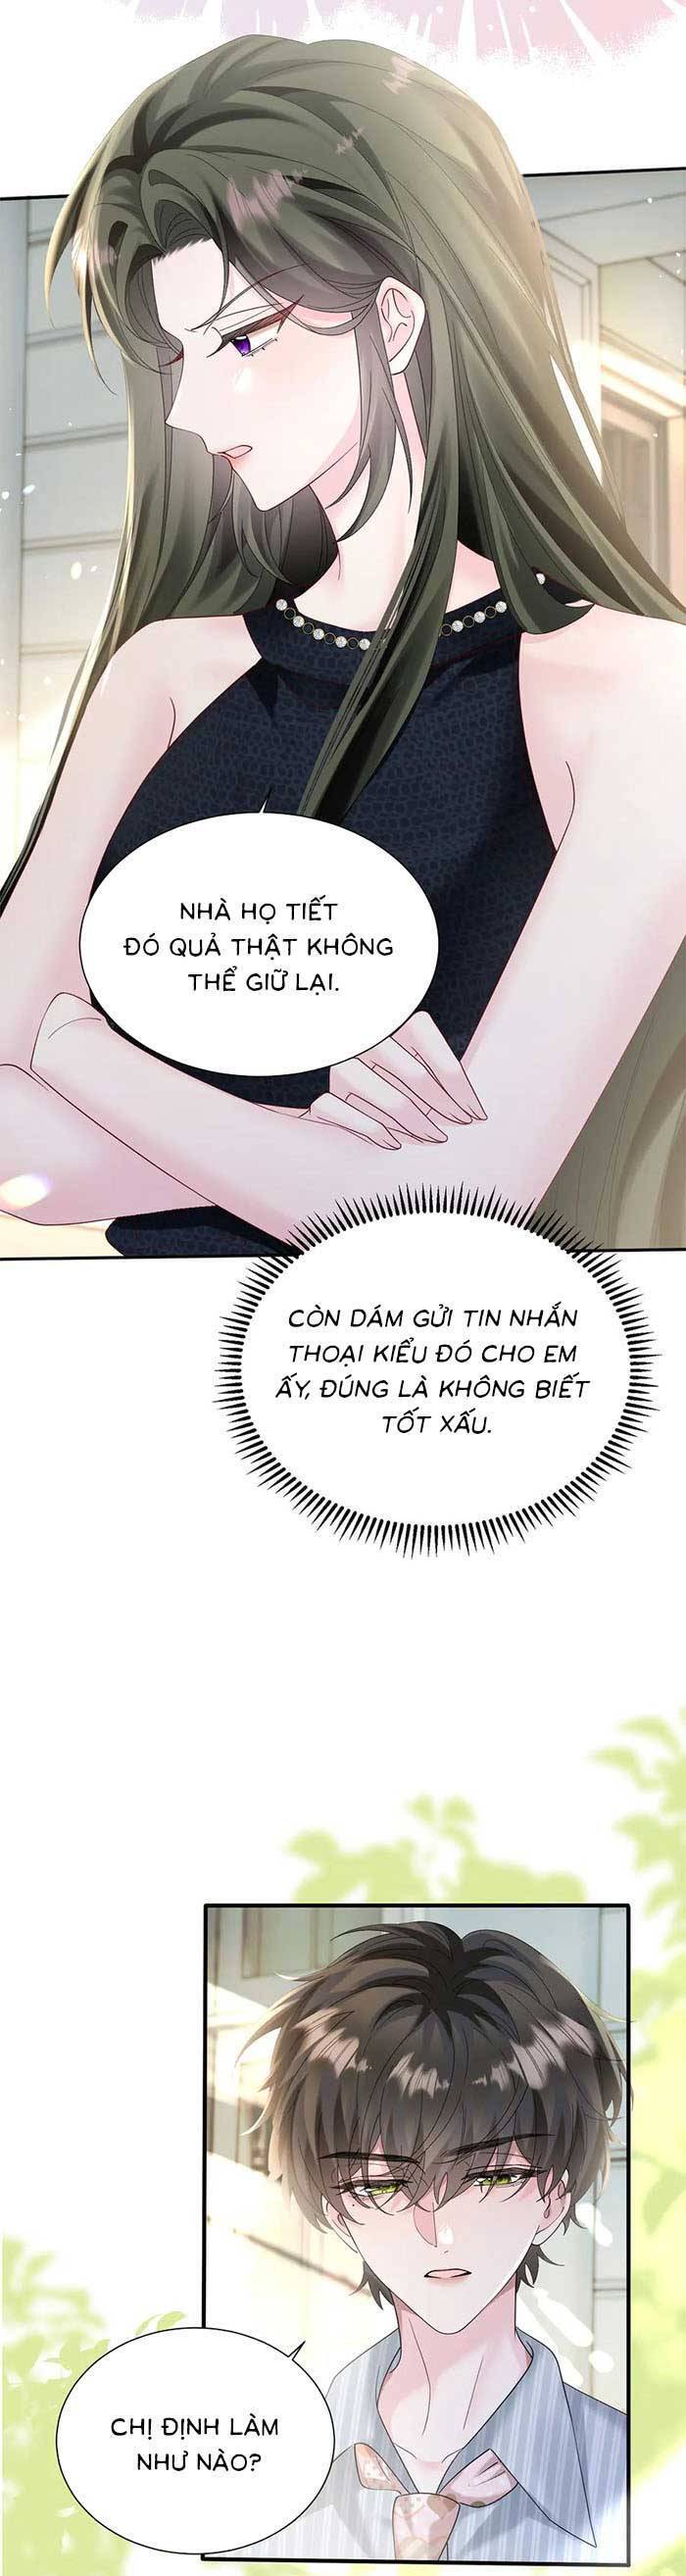 NHÀ HỌ TIẾT
ĐÓ QUẢ THẬT KHÔNG
THỂ GIỮ LẠI.
CÒN DÁM GỬI TIN NHẮN
THOẠI KIỂU ĐÓ CHO EM
ẤY, ĐÚNG LÀ KHÔNG BIẾT
TỐT XẤU.
CHỊ ĐỊNH LÀM
NHƯ NÀO?